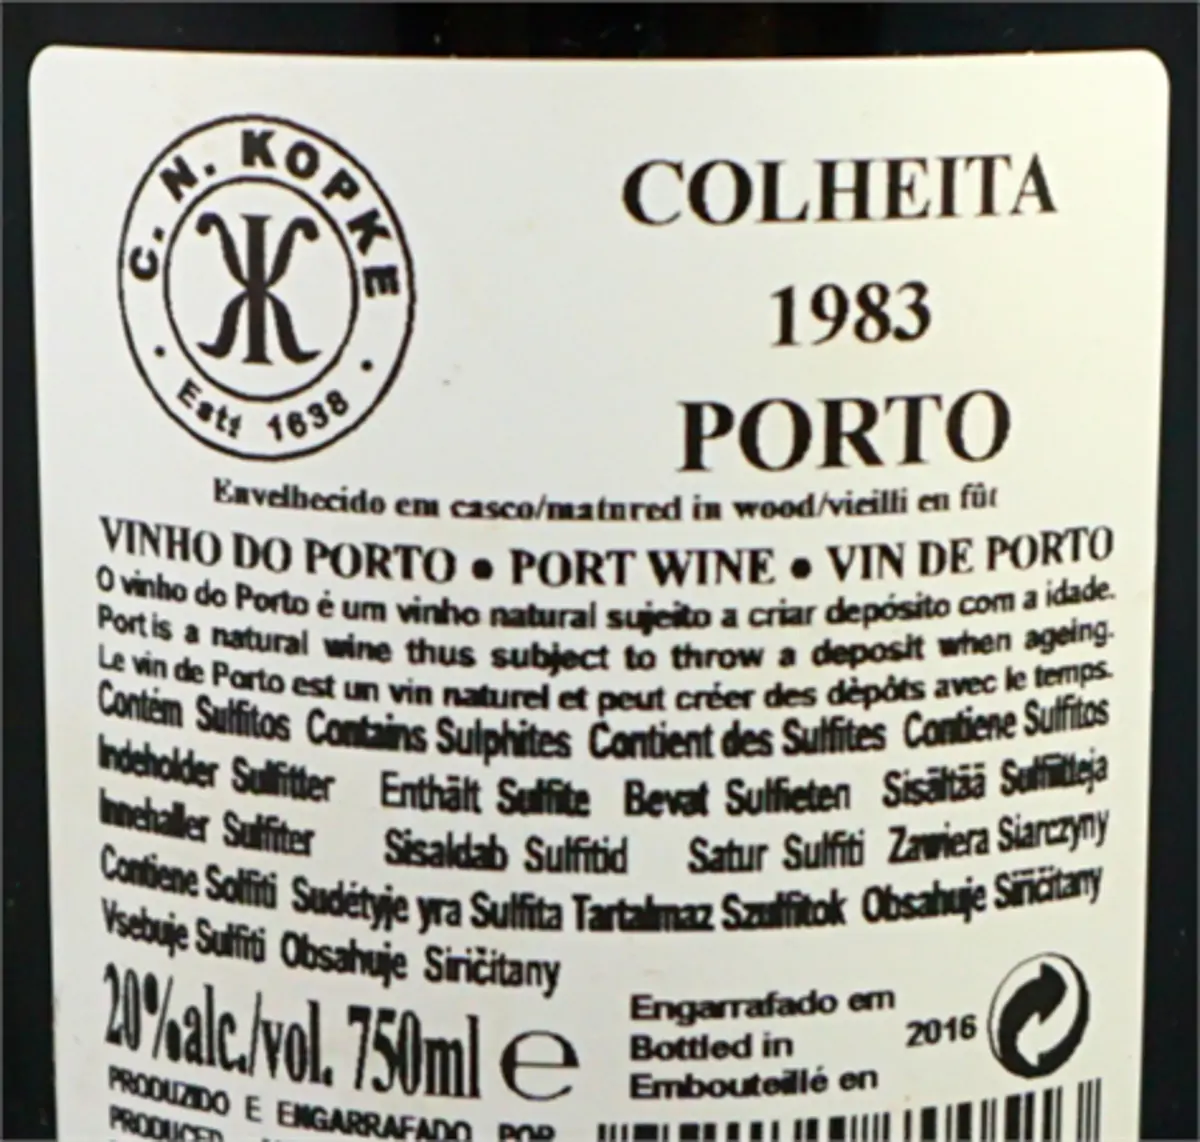 C. N. KOPKE
Estd 1638
COLHEITA
1983
PORTO
Envelhecido em casco/matured in wood/vieilli en fût
VINHO DO PORTO • PORT WINE • VIN DE PORTO
O vinho do Porto é um vinho natural sujeito a criar depósito com a idade.
Port is a natural wine thus subject to throw a deposit when ageing.
Le vin de Porto est un vin naturel et peut créer des dèpôts avec le temps.
Contém Sulfitos Contains Sulphites Contient des Sulfites Contiene Sulfitos
Indeholder Sulfitter Enthält Sulfite Bevat Sulfieten Sisältää Sulfiitteja
Innehaller Sulfiter Sisaldab Sulfitid Satur Sulfiti Zawiera Siarczyny
Contiene Solfiti Sudétyje yra Sulfita Tartalmaz Szulfitok Obsahuje Siričitany
Vsebuje Sulfiti Obsahuje Siričitany
20%alc./vol. 750ml e
Engarrafado em
Bottled in 2016
Embouteillé en
PRODUZIDO E ENGARRAFADO POR
PRODUCED